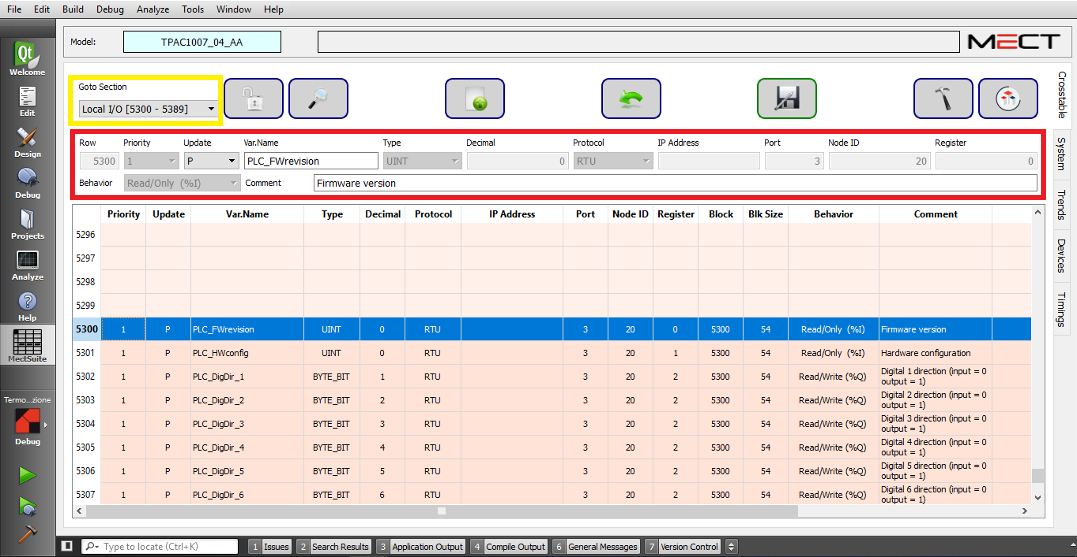 File Edit Build Debug Analyze Tools Window Help
Model: TPAC1007_04_AA MECT
Qt
Welcome
Edit
Design
Debug
Projects
Analyze
Help
MectSuite
Termo...zione
Debug
Goto Section
Local I/O [5300 - 5389]
Row Priority Update Var.Name Type Decimal Protocol IP Address Port Node ID Register
5300 1 P PLC_FWrevision UINT 0 RTU 3 20 0
Behavior Read/Only (%I) Comment Firmware version
Priority Update Var.Name Type Decimal Protocol IP Address Port Node ID Register Block Blk Size Behavior Comment
5296
5297
5298
5299
5300 1 P PLC_FWrevision UINT 0 RTU 3 20 0 5300 54 Read/Only (%I) Firmware version
5301 1 P PLC_HWconfig UINT 0 RTU 3 20 1 5300 54 Read/Only (%I) Hardware configuration
5302 1 P PLC_DigDir_1 BYTE_BIT 1 RTU 3 20 2 5300 54 Read/Write (%Q) Digital 1 direction (input = 0
output = 1)
5303 1 P PLC_DigDir_2 BYTE_BIT 2 RTU 3 20 2 5300 54 Read/Write (%Q) Digital 2 direction (input = 0
output = 1)
5304 1 P PLC_DigDir_3 BYTE_BIT 3 RTU 3 20 2 5300 54 Read/Write (%Q) Digital 3 direction (input = 0
output = 1)
5305 1 P PLC_DigDir_4 BYTE_BIT 4 RTU 3 20 2 5300 54 Read/Write (%Q) Digital 4 direction (input = 0
output = 1)
5306 1 P PLC_DigDir_5 BYTE_BIT 5 RTU 3 20 2 5300 54 Read/Write (%Q) Digital 5 direction (input = 0
output = 1)
5307 1 P PLC_DigDir_6 BYTE_BIT 6 RTU 3 20 2 5300 54 Read/Write (%Q) Digital 6 direction (input = 0
output = 1)
Crosstable
System
Trends
Devices
Timings
Type to locate (Ctrl+K) 1 Issues 2 Search Results 3 Application Output 4 Compile Output 6 General Messages 7 Version Control